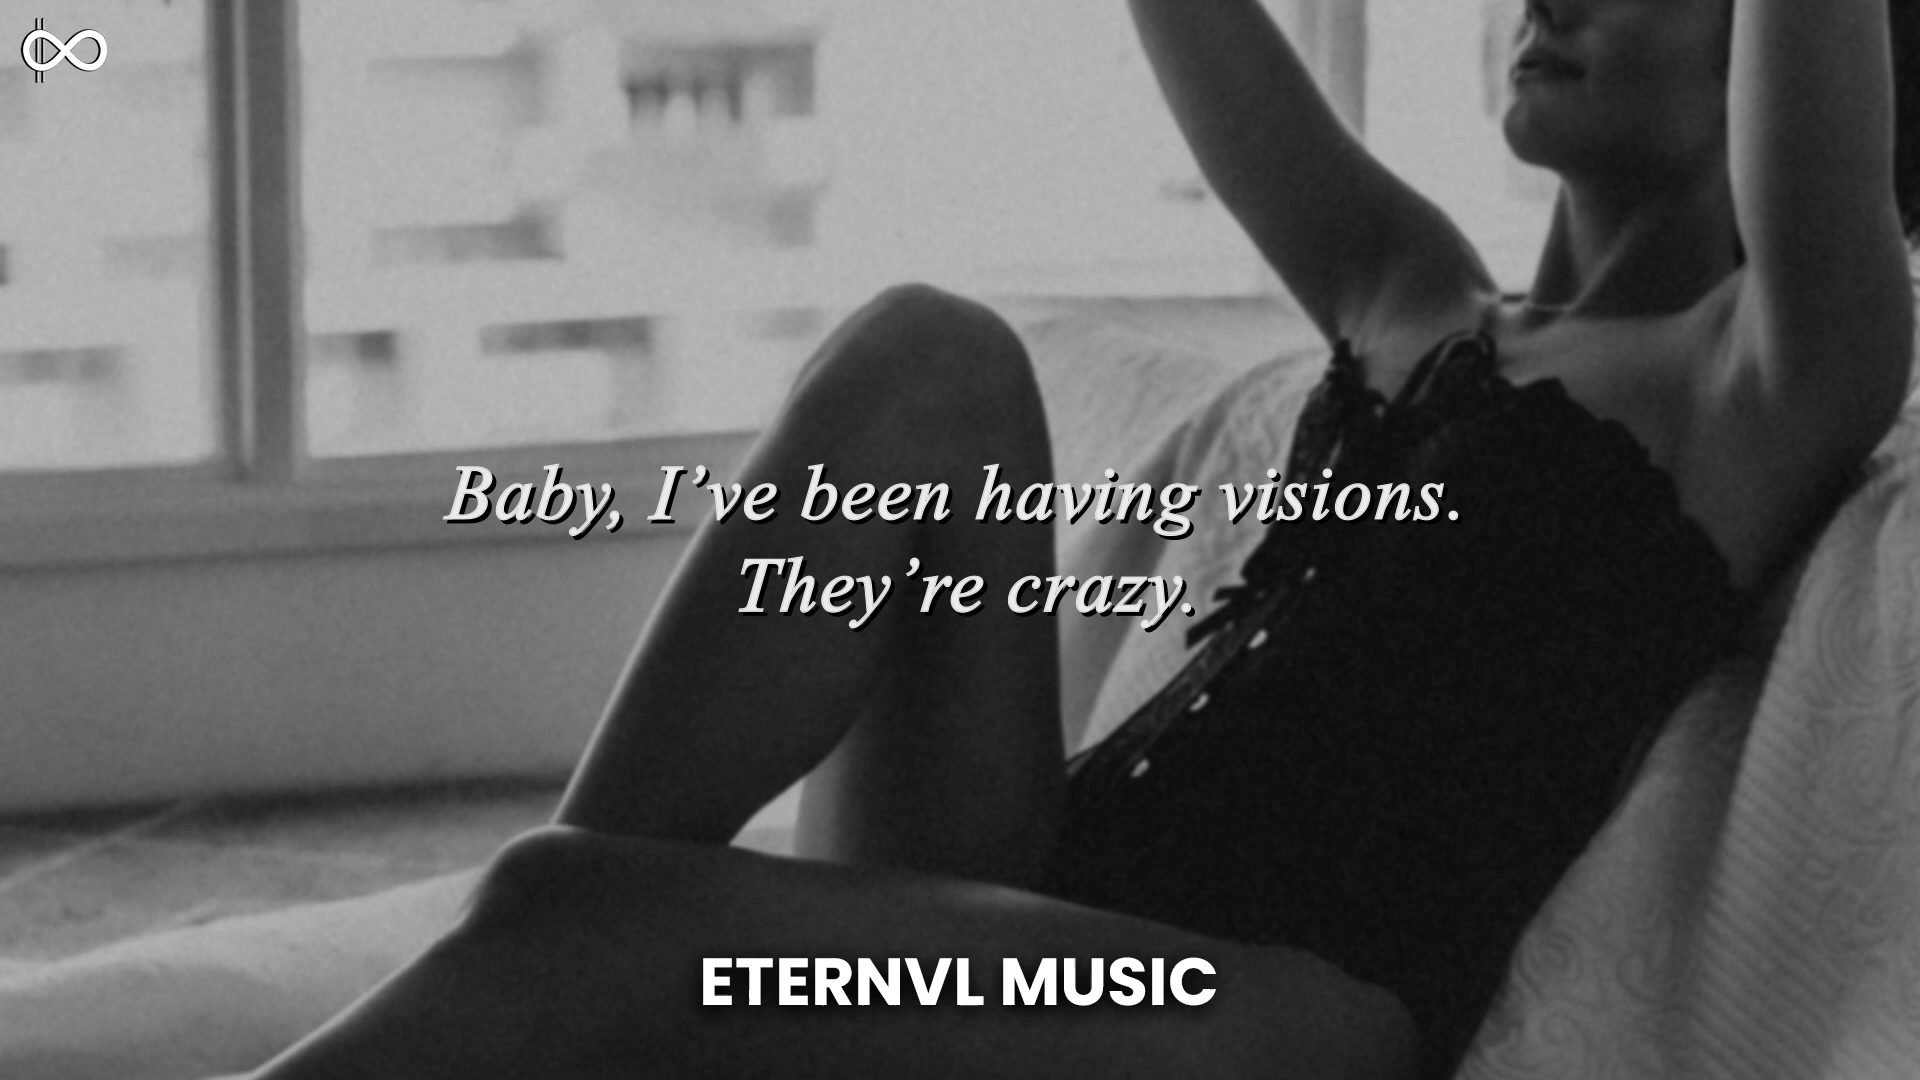 Baby, I’ve been having visions.
They’re crazy.
ETERNVL MUSIC